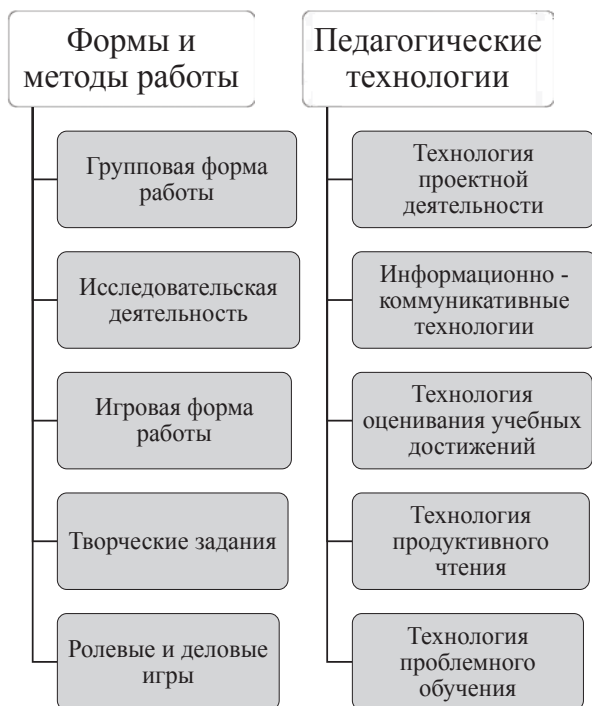 Формы и
методы работы
Групповая форма
работы
Исследовательская
деятельность
Игровая форма
работы
Творческие задания
Ролевые и деловые
игры
Педагогические
технологии
Технология
проектной
деятельности
Информационно -
коммуникативные
технологии
Технология
оценивания учебных
достижений
Технология
продуктивного
чтения
Технология
проблемного
обучения